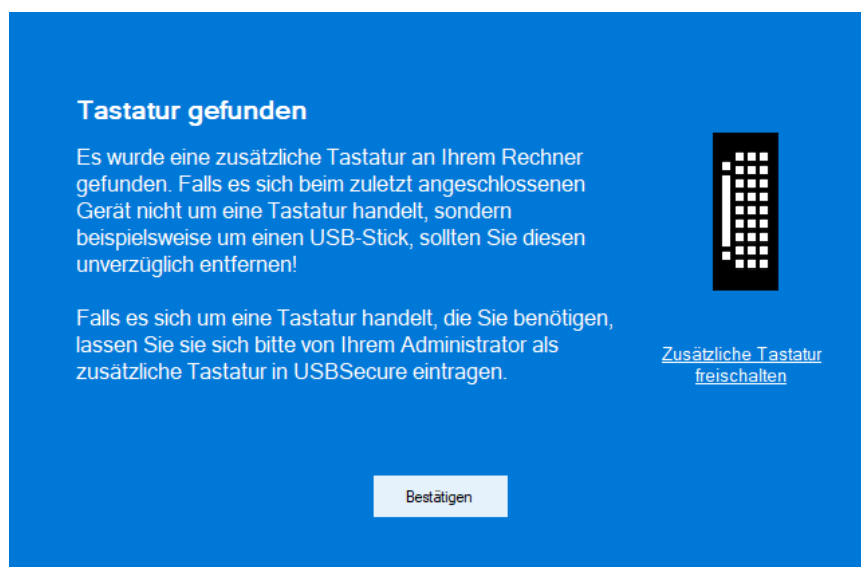 Tastatur gefunden
Es wurde eine zusätzliche Tastatur an Ihrem Rechner
gefunden. Falls es sich beim zuletzt angeschlossenen
Gerät nicht um eine Tastatur handelt, sondern
beispielsweise um einen USB-Stick, sollten Sie diesen
unverzüglich entfernen!
Falls es sich um eine Tastatur handelt, die Sie benötigen,
lassen Sie sie sich bitte von Ihrem Administrator als
zusätzliche Tastatur in USBSecure eintragen.
Zusätzliche Tastatur
freischalten
Bestätigen